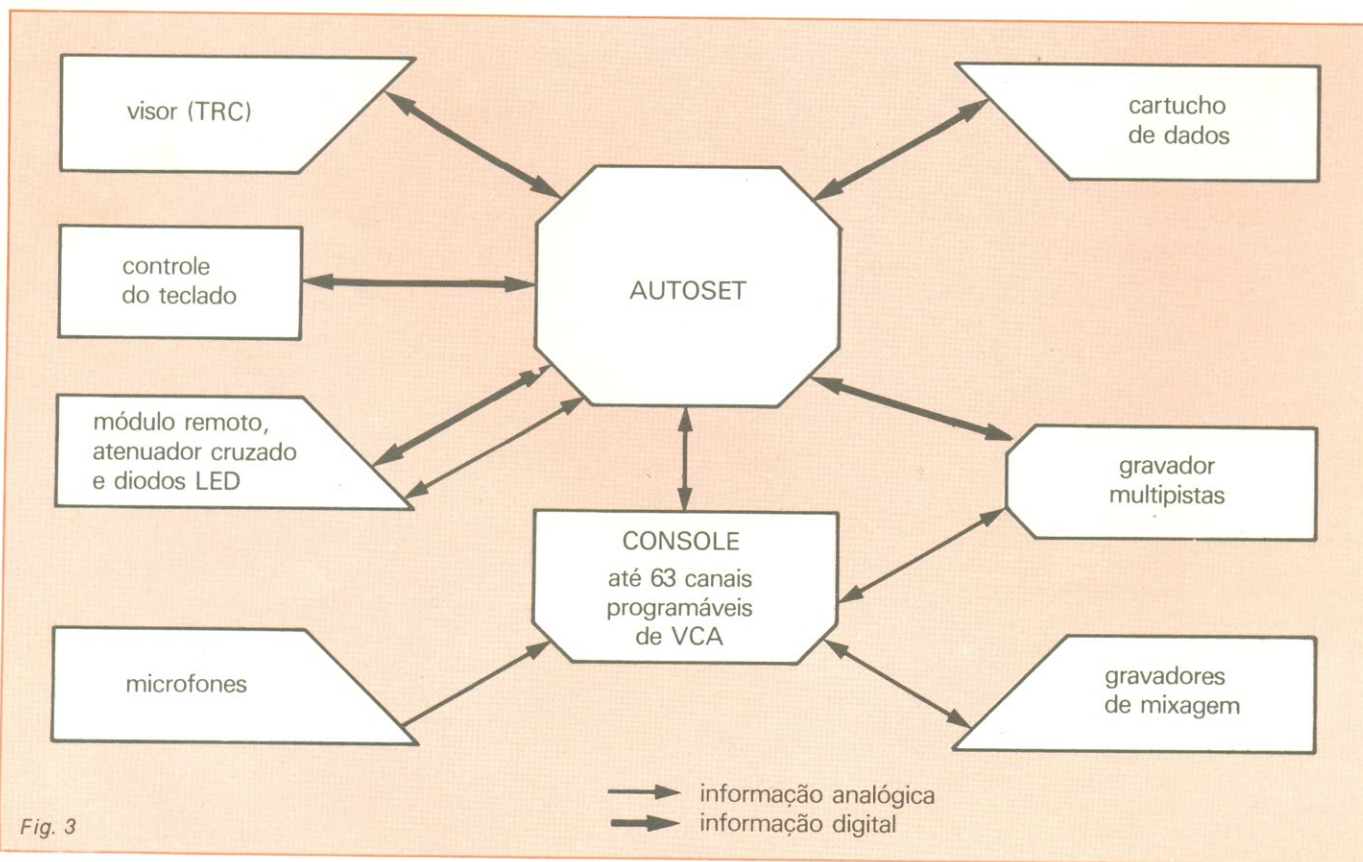 visor (TRC)
cartucho
de dados
controle
do teclado
AUTOSET
módulo remoto,
atenuador cruzado
e diodos LED
gravador
multipistas
CONSOLE
até 63 canais
programáveis
de VCA
microfones
gravadores
de mixagem
informação analógica
informação digital
Fig. 3